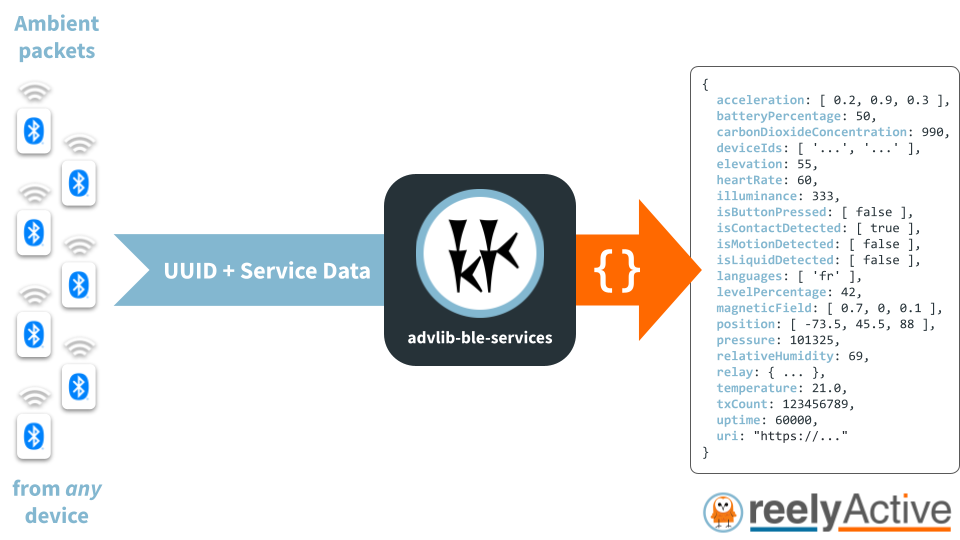 Ambient
packets
UUID + Service Data
advlib-ble-services
{}
{
acceleration: [ 0.2, 0.9, 0.3 ],
batteryPercentage: 50,
carbonDioxideConcentration: 990,
deviceIds: [ '...', '...' ],
elevation: 55,
heartRate: 60,
illuminance: 333,
isButtonPressed: [ false ],
isContactDetected: [ true ],
isMotionDetected: [ false ],
isLiquidDetected: [ false ],
languages: [ 'fr' ],
levelPercentage: 42,
magneticField: [ 0.7, 0, 0.1 ],
position: [ -73.5, 45.5, 88 ],
pressure: 101325,
relativeHumidity: 69,
relay: { ... },
temperature: 21.0,
txCount: 123456789,
uptime: 60000,
uri: "https://..."
}
from any
device
reelyActive